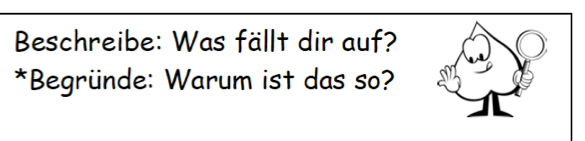 Beschreibe: Was fällt dir auf?
*Begründe: Warum ist das so?